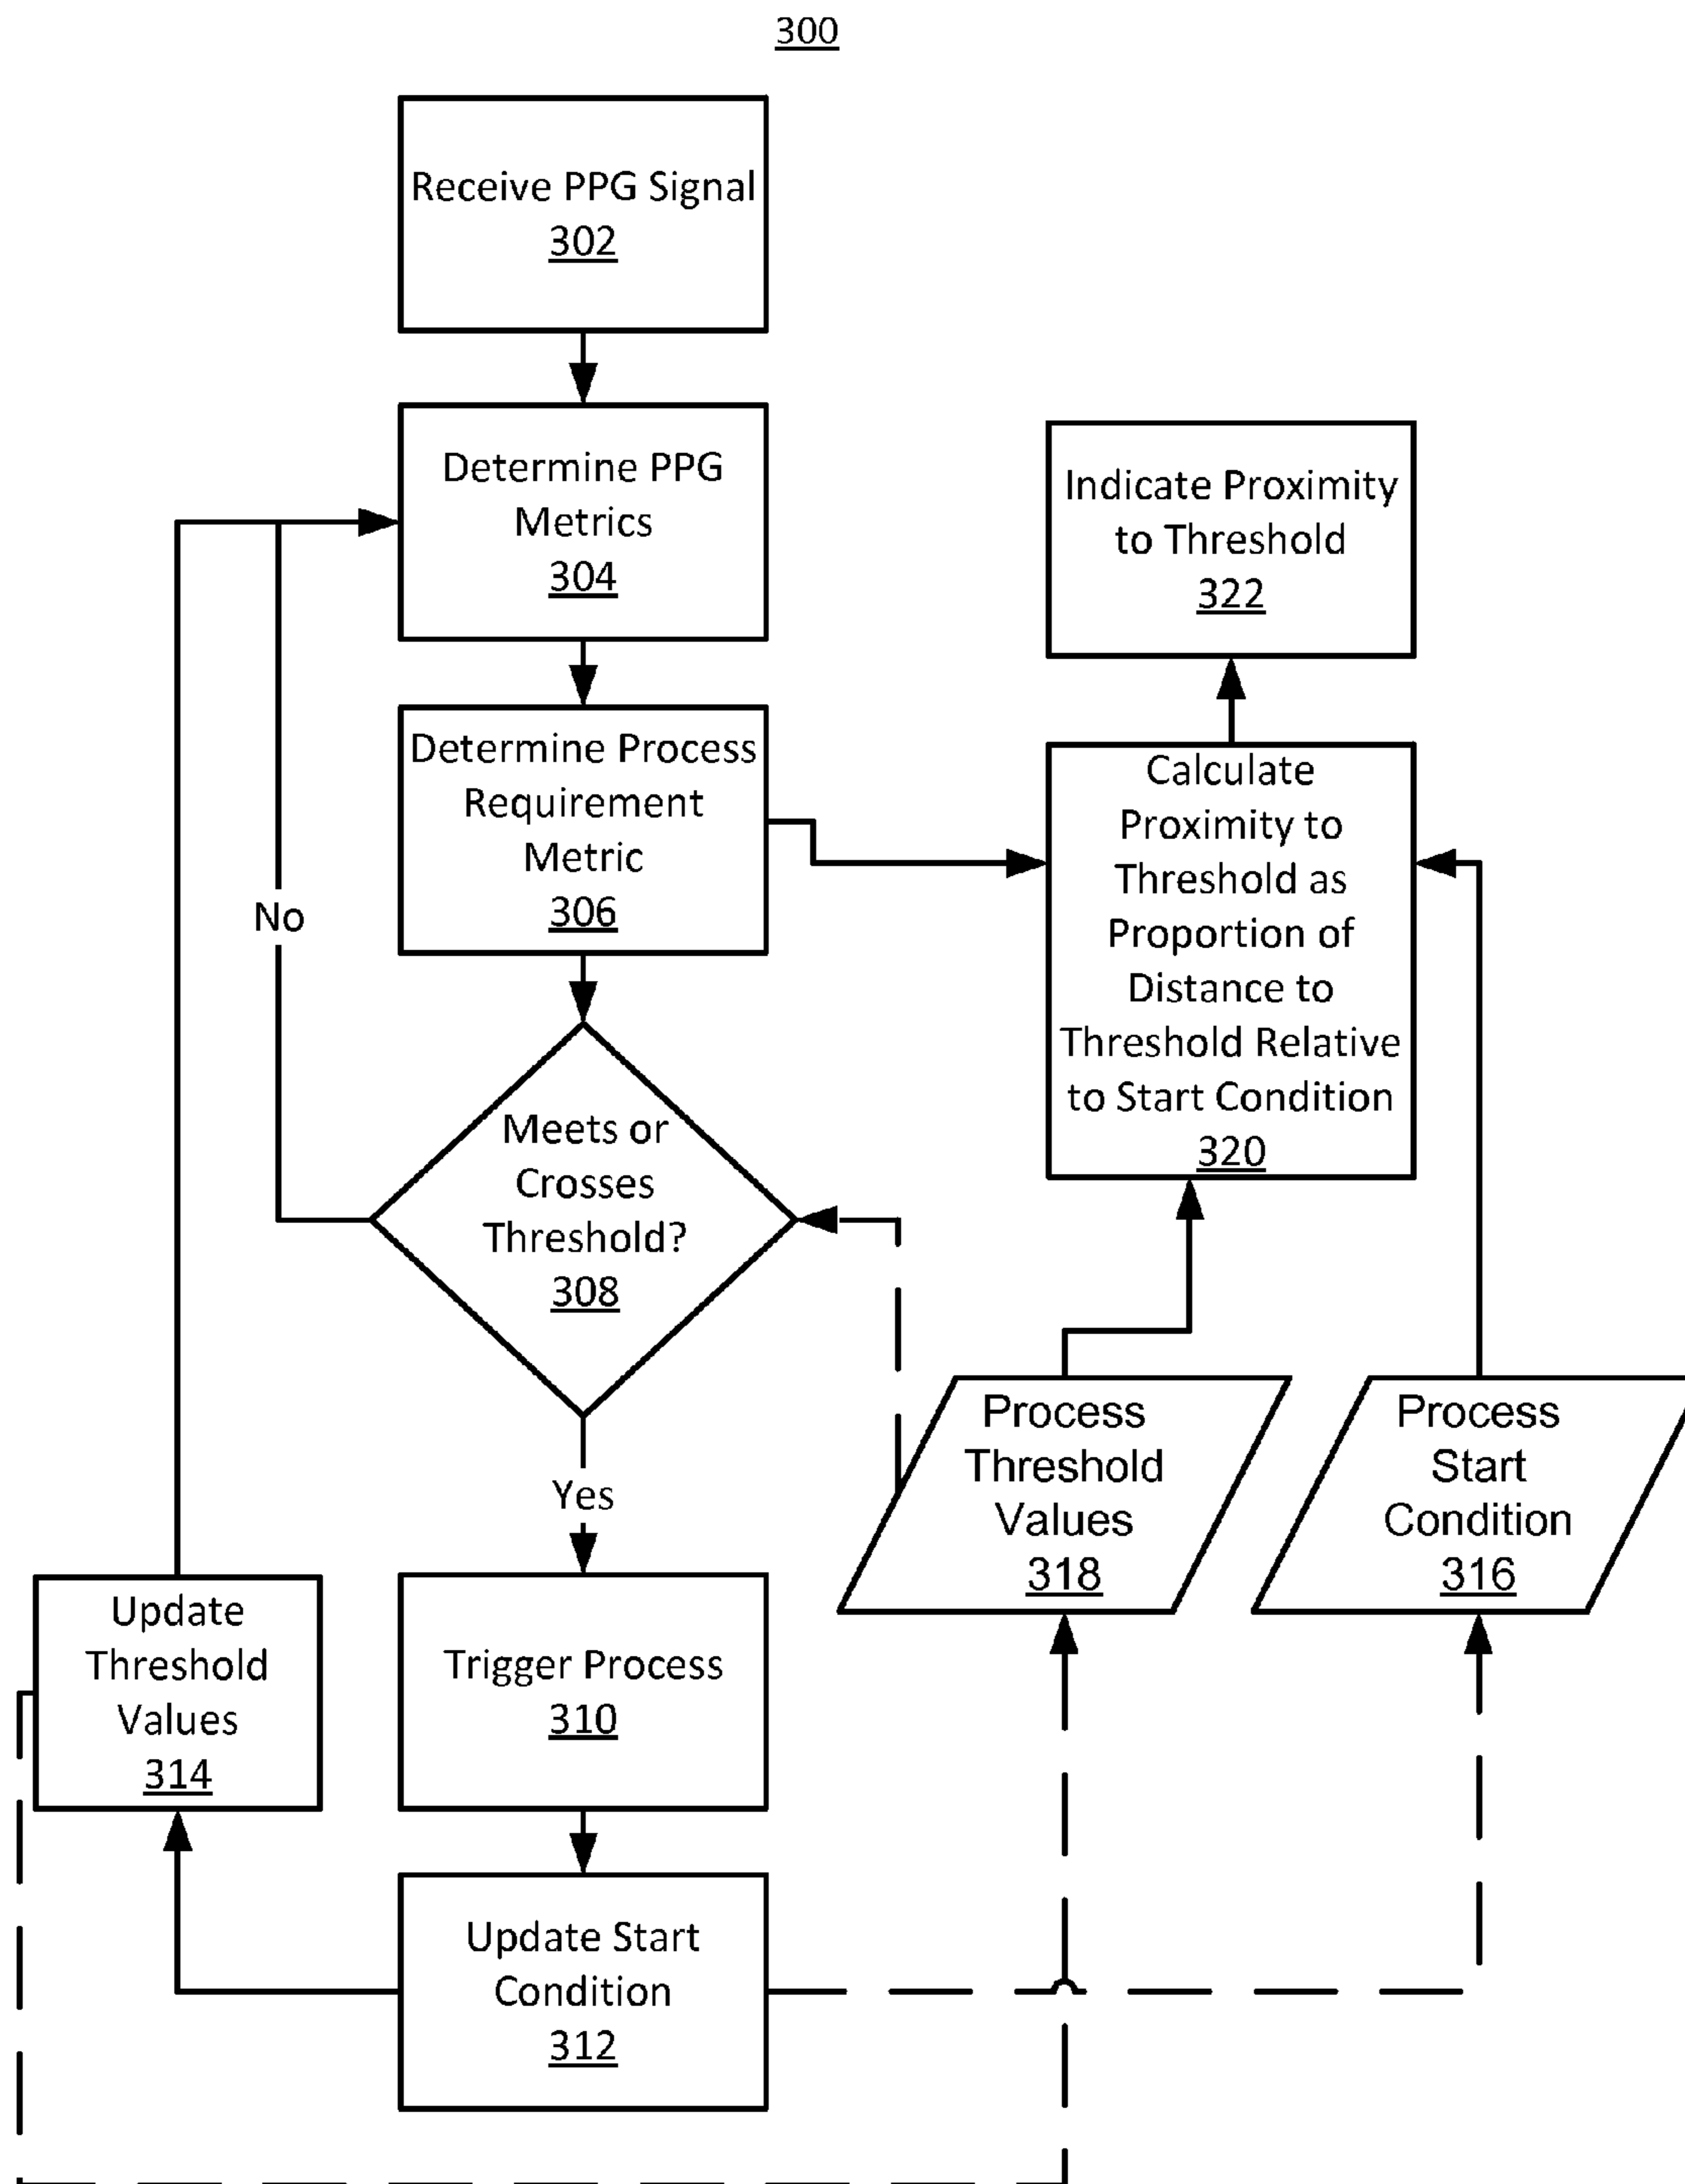 300
Receive PPG Signal
302
Determine PPG
Metrics
304
Indicate Proximity
to Threshold
322
Determine Process
Requirement
Metric
306
Calculate
Proximity to
Threshold as
Proportion of
Distance to
Threshold Relative
to Start Condition
320
No
Meets or
Crosses
Threshold?
308
Yes
Process
Threshold
Values
318
Process
Start
Condition
316
Update
Threshold
Values
314
Trigger Process
310
Update Start
Condition
312